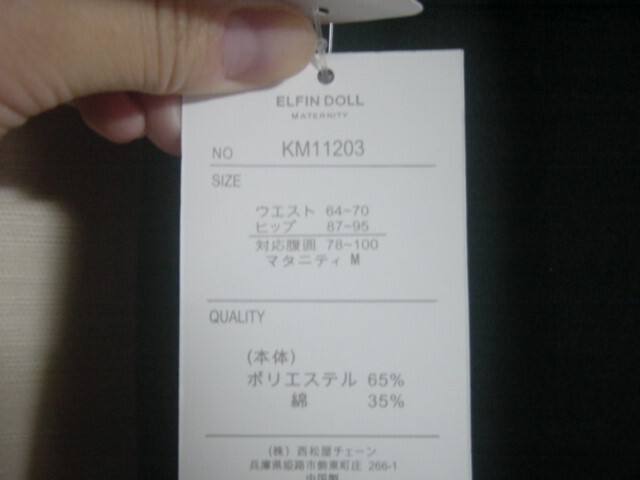 ELFIN DOLL
MATERNITY
NO KM11203
SIZE
ウエスト 64~70
ヒップ 87~95
対応腹囲 78~100
マタニティ M
QUALITY
(本体)
ポリエステル 65%
綿 35%
(株) 西松屋チェーン
兵庫県姫路市飾東町庄 266-1
中国製